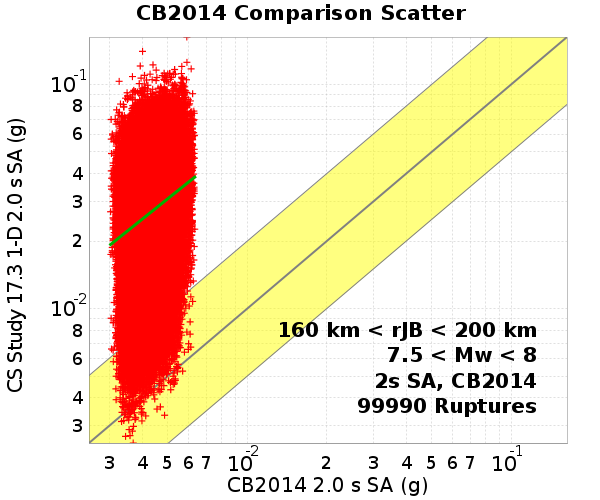 CB2014 Comparison Scatter
CS Study 17.3 1-D 2.0 s SA (g)
10-1
8
6
4
3
2
10-2
8
6
4
3
160 km < rJB < 200 km
7.5 < Mw < 8
2s SA, CB2014
99990 Ruptures
3 4 5 6 7 10-2 2 3 4 5 6 7 10-1
CB2014 2.0 s SA (g)